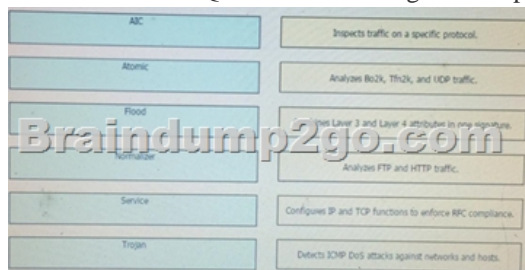 AIC
Inspects traffic on a specific protocol.
Atomic
Analyzes Bo2k, Tfn2k, and UDP traffic.
Flood
Layer 3 and Layer 4 attributes in one signature.
Braindump2go.com
Normalizer
Analyzes FTP and HTTP traffic.
Service
Configures IP and TCP functions to enforce RFC compliance.
Trojan
Detects ICMP DoS attacks against networks and hosts.